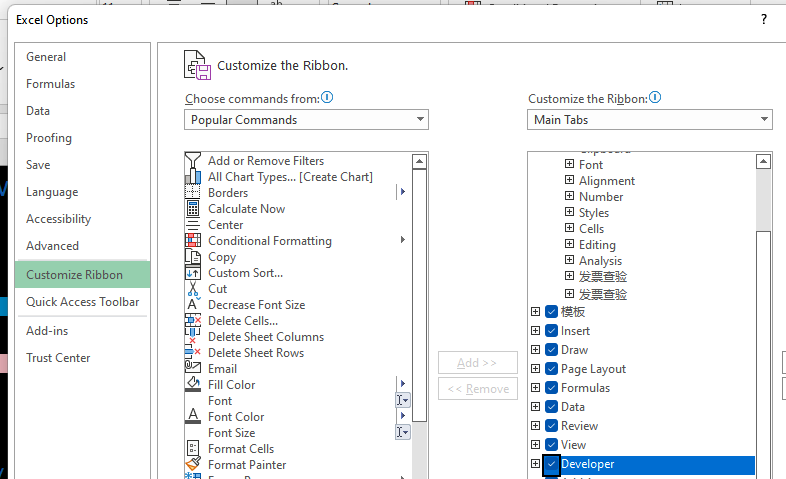 Excel Options
?
General
Formulas
Data
Proofing
Save
Language
Accessibility
Advanced
Customize Ribbon
Quick Access Toolbar
Add-ins
Trust Center
Customize the Ribbon.
Choose commands from:
Popular Commands
Add or Remove Filters
All Chart Types... [Create Chart]
Borders
Calculate Now
Center
Conditional Formatting
Copy
Custom Sort...
Cut
Decrease Font Size
Delete Cells...
Delete Sheet Columns
Delete Sheet Rows
Email
Fill Color
Font
Font Color
Font Size
Format Cells
Format Painter
Add >>
<< Remove
Customize the Ribbon:
Main Tabs
Clipboard
Font
Alignment
Number
Styles
Cells
Editing
Analysis
发票查验
发票查验
模板
Insert
Draw
Page Layout
Formulas
Data
Review
View
Developer